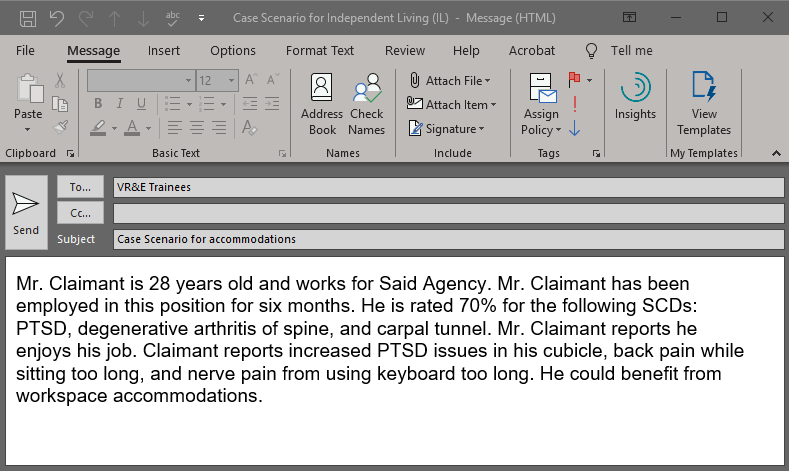 abc
Case Scenario for Independent Living (IL) - Message (HTML)
File Message Insert Options Format Text Review Help Acrobat Tell me
12 A A
Paste
B I U
A A
Address Book
Check Names
Attach File
Attach Item
Signature
Assign Policy
Insights
View Templates
Clipboard Basic Text Names Include Tags My Templates
Send
To... VR&E Trainees
Cc...
Subject Case Scenario for accommodations
Mr. Claimant is 28 years old and works for Said Agency. Mr. Claimant has been
employed in this position for six months. He is rated 70% for the following SCDs:
PTSD, degenerative arthritis of spine, and carpal tunnel. Mr. Claimant reports he
enjoys his job. Claimant reports increased PTSD issues in his cubicle, back pain while
sitting too long, and nerve pain from using keyboard too long. He could benefit from
workspace accommodations.